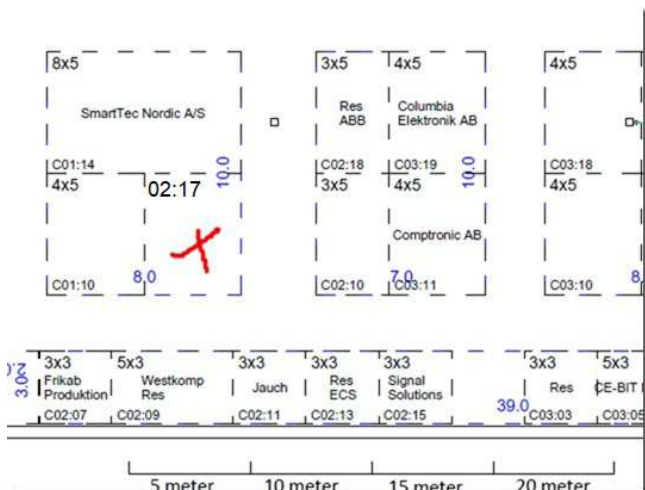 8x5
SmartTec Nordic A/S
C01:14
10.0
4x5
02:17
C01:10
8.0
3x5
Res
ABB
C02:18
4x5
Columbia
Elektronik AB
C03:19
10.0
3x5
C02:10
4x5
Comptronic AB
7.0
C03:11
4x5
C03:18
4x5
C03:10
8
3.0
3x3
Frikab
Produktion
C02:07
5x3
Westkomp
Res
C02:09
3x3
Jauch
C02:11
3x3
Res
ECS
C02:13
3x3
Signal
Solutions
C02:15
39.0
3x3
Res
C03:03
5x3
CE-BIT
C03:05
5 meter
10 meter
15 meter
20 meter